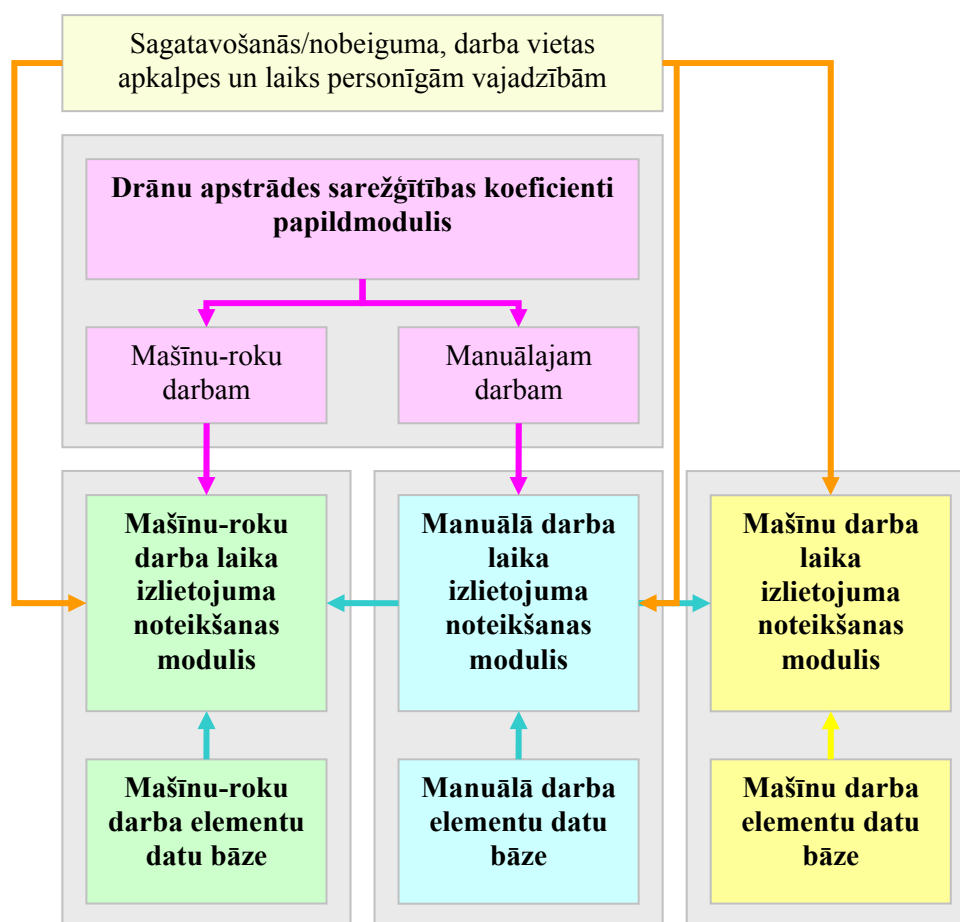 Sagatavošanās/nobeiguma, darba vietas
apkalpes un laiks personīgām vajadzībām
Drānu apstrādes sarežģītības koeficienti
papildmodulis
Mašīnu-roku
darbam
Manuālajam
darbam
Mašīnu-roku
darba laika
izlietojuma
noteikšanas
modulis
Manuālā darba
laika
izlietojuma
noteikšanas
modulis
Mašīnu darba
laika
izlietojuma
noteikšanas
modulis
Mašīnu-roku
darba elementu
datu bāze
Manuālā darba
elementu datu
bāze
Mašīnu darba
elementu datu
bāze